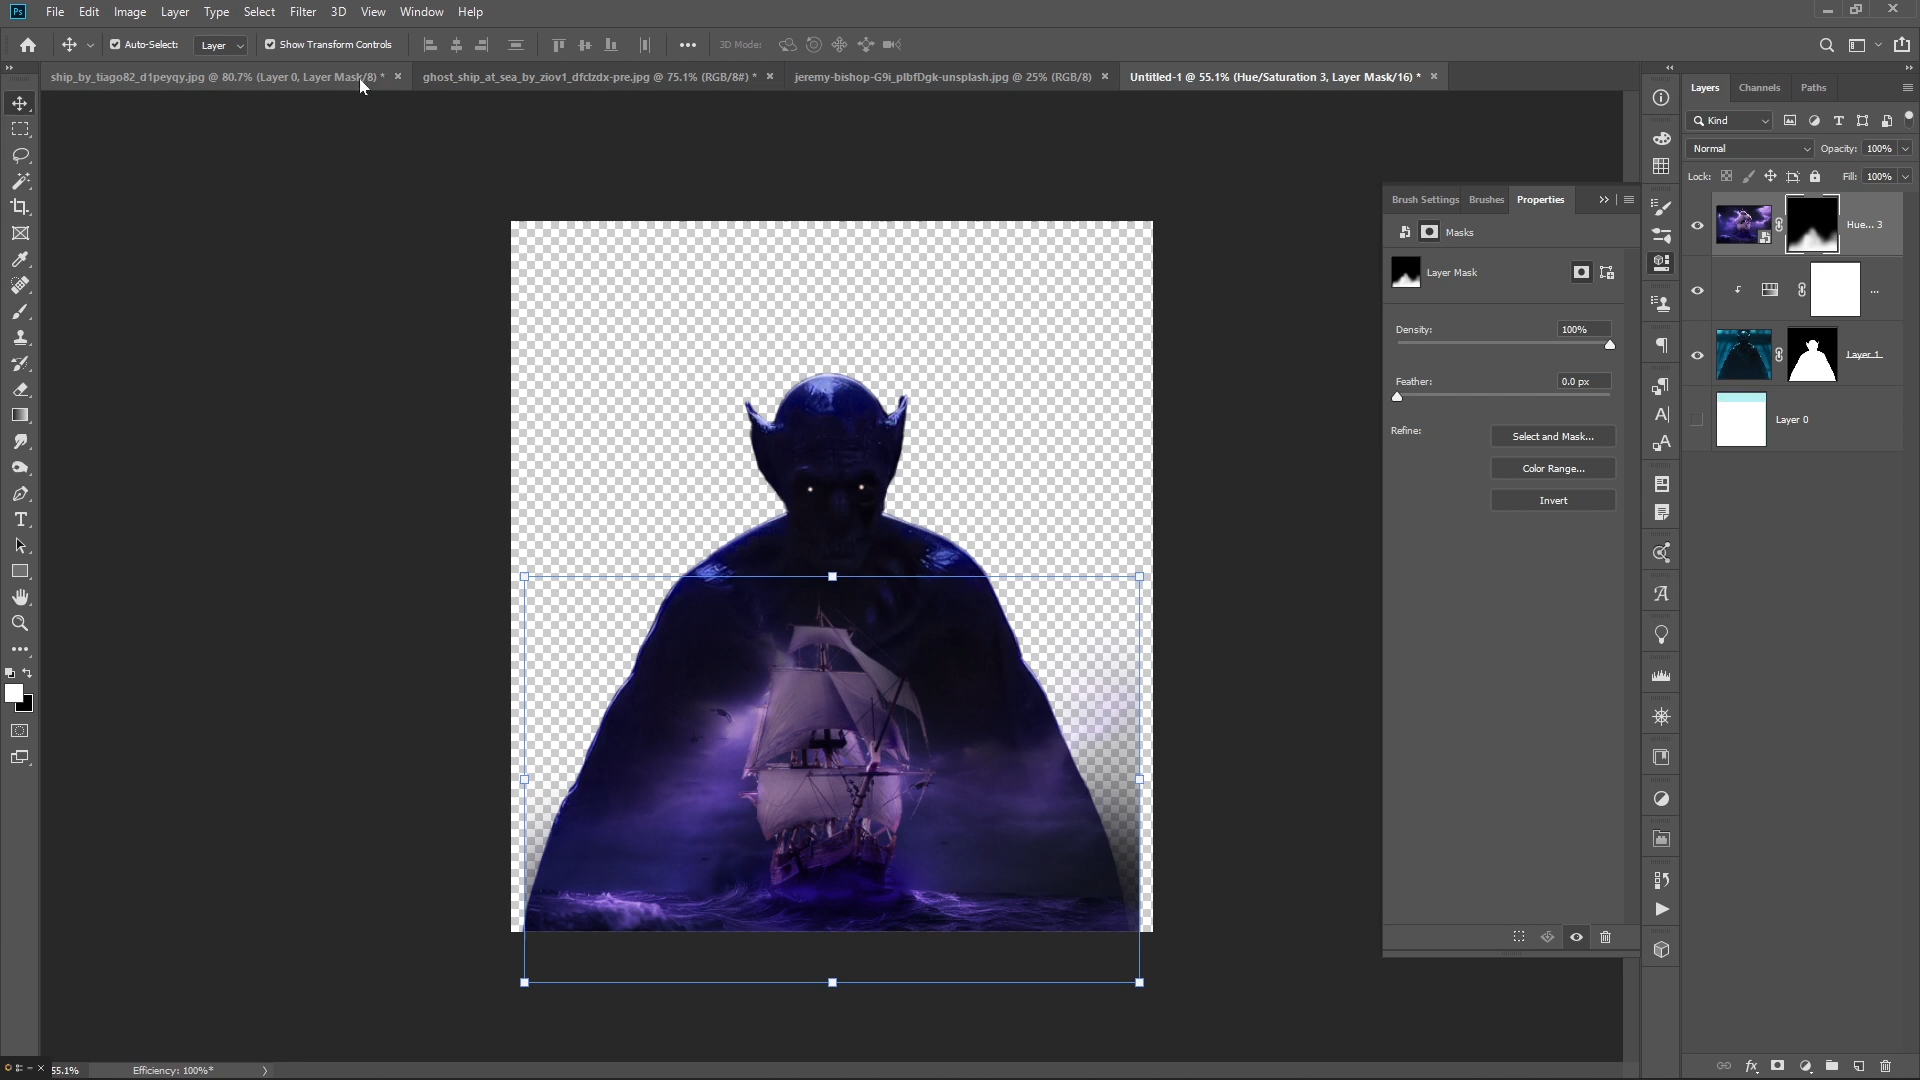 Ps File Edit Image Layer Type Select Filter 3D View Window Help
Auto-Select: Layer Show Transform Controls 3D Mode:
ship_by_tiago82_d1peyqy.jpg @ 80.7% (Layer 0, Layer Mask/8) * ghost_ship_at_sea_by_ziov1_dfclzdx-pre.jpg @ 75.1% (RGB/8#) * jeremy-bishop-G9i_plbfDgk-unsplash.jpg @ 25% (RGB/8) Untitled-1 @ 55.1% (Hue/Saturation 3, Layer Mask/16) *
Layers Channels Paths
Kind
Normal Opacity: 100%
Lock: Fill: 100%
Hue... 3
...
Layer 1
Layer 0
Brush Settings Brushes Properties
Masks
Layer Mask
Density: 100%
Feather: 0.0 px
Refine: Select and Mask...
Color Range...
Invert
55.1% Efficiency: 100%*